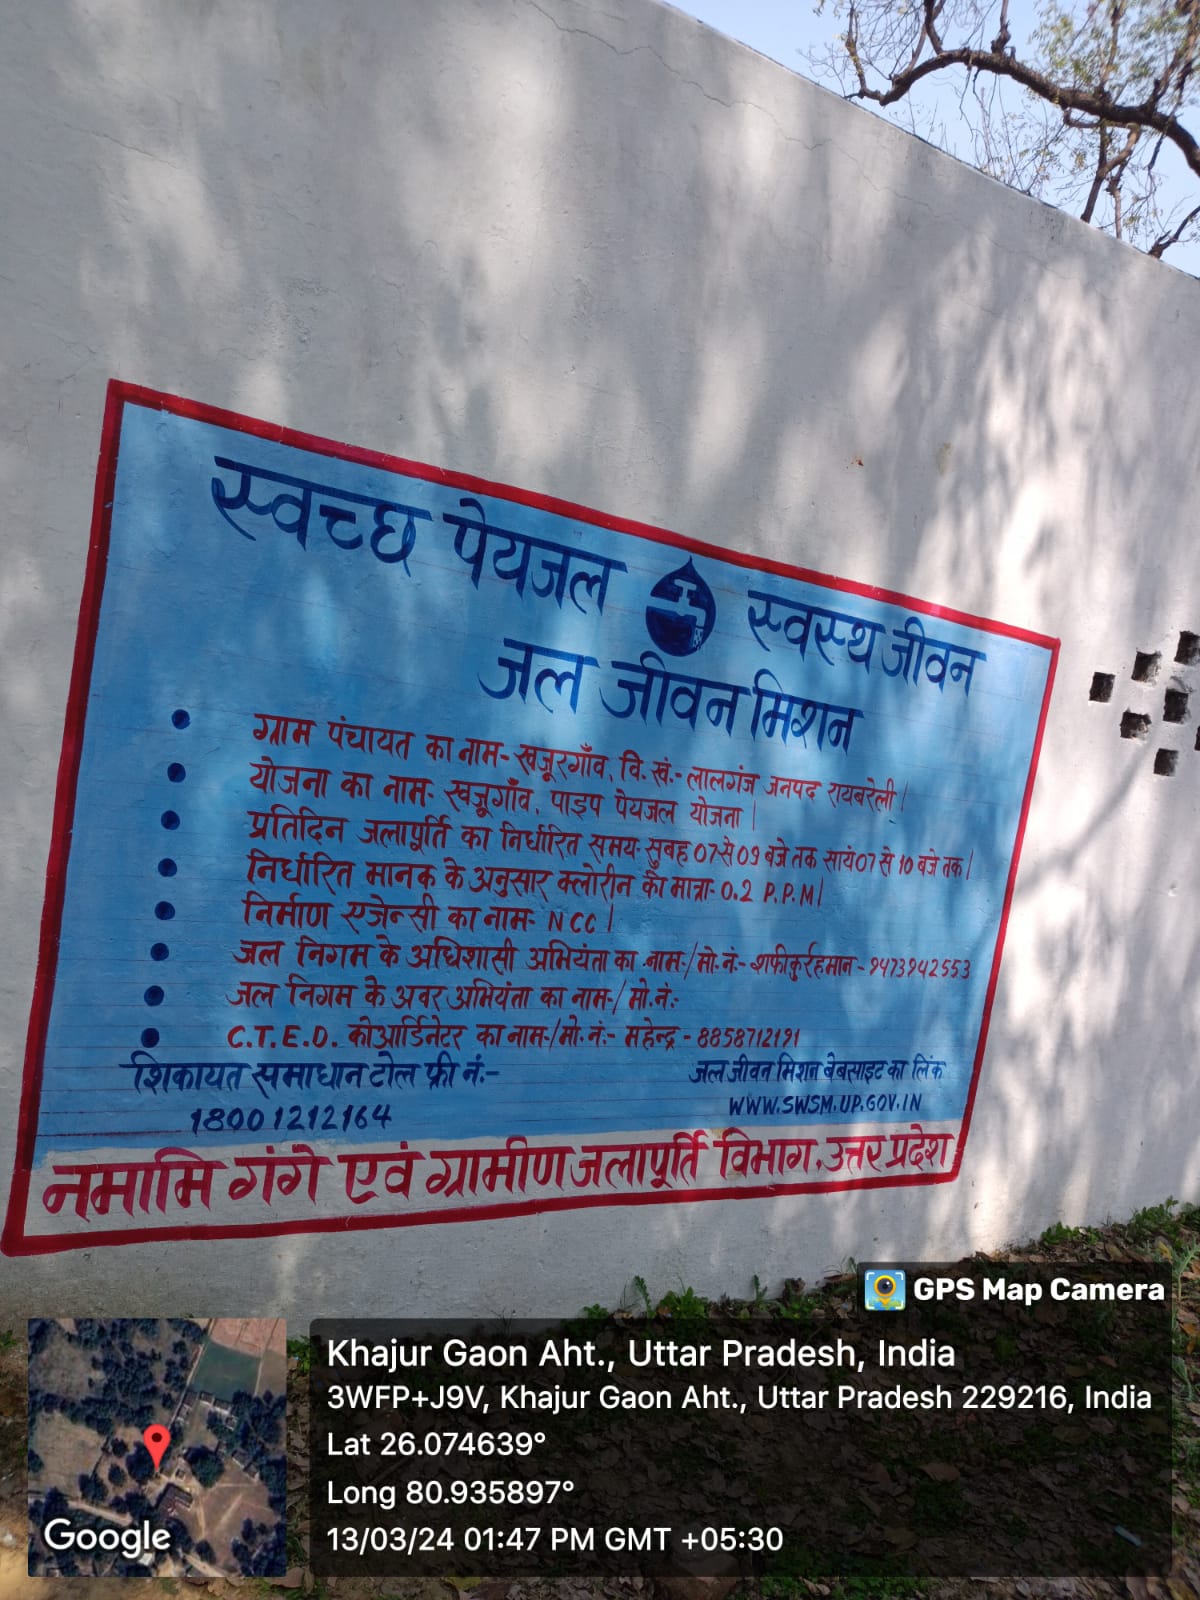 स्वच्छ पेयजल स्वस्थ जीवन
जल जीवन मिशन
ग्राम पंचायत का नाम- खजूरगाँव, वि. खं.- लालगंज जनपद रायबरेली।
योजना का नाम- खजूगाँव, पाइप पेयजल योजना।
प्रतिदिन जलापूर्ति का निर्धारित समय- सुबह 07 से 09 बजे तक सायं 07 से 10 बजे तक।
निर्धारित मानक के अनुसार क्लोरीन की मात्रा- 0.2 P.P.M।
निर्माण एजेन्सी का नाम- NCC।
जल निगम के अधिशासी अभियंता का नाम-/मो.नं:- शफीकुर्रहमान - 9473942553
जल निगम के अवर अभियंता का नाम-/मो.नं:-
C.T.E.D. कोआर्डिनेटर का नाम-/मो.नं:- महेन्द्र - 8858712191
शिकायत समाधान टोल फ्री नं:-
18001212164
जल जीवन मिशन बेबसाइट का लिंक
WWW.SWSM.UP.GOV.IN
नमामि गंगे एवं ग्रामीण जलापूर्ति विभाग, उत्तर प्रदेश
GPS Map Camera
Khajur Gaon Aht., Uttar Pradesh, India
3WFP+J9V, Khajur Gaon Aht., Uttar Pradesh 229216, India
Lat 26.074639°
Long 80.935897°
13/03/24 01:47 PM GMT +05:30
Google